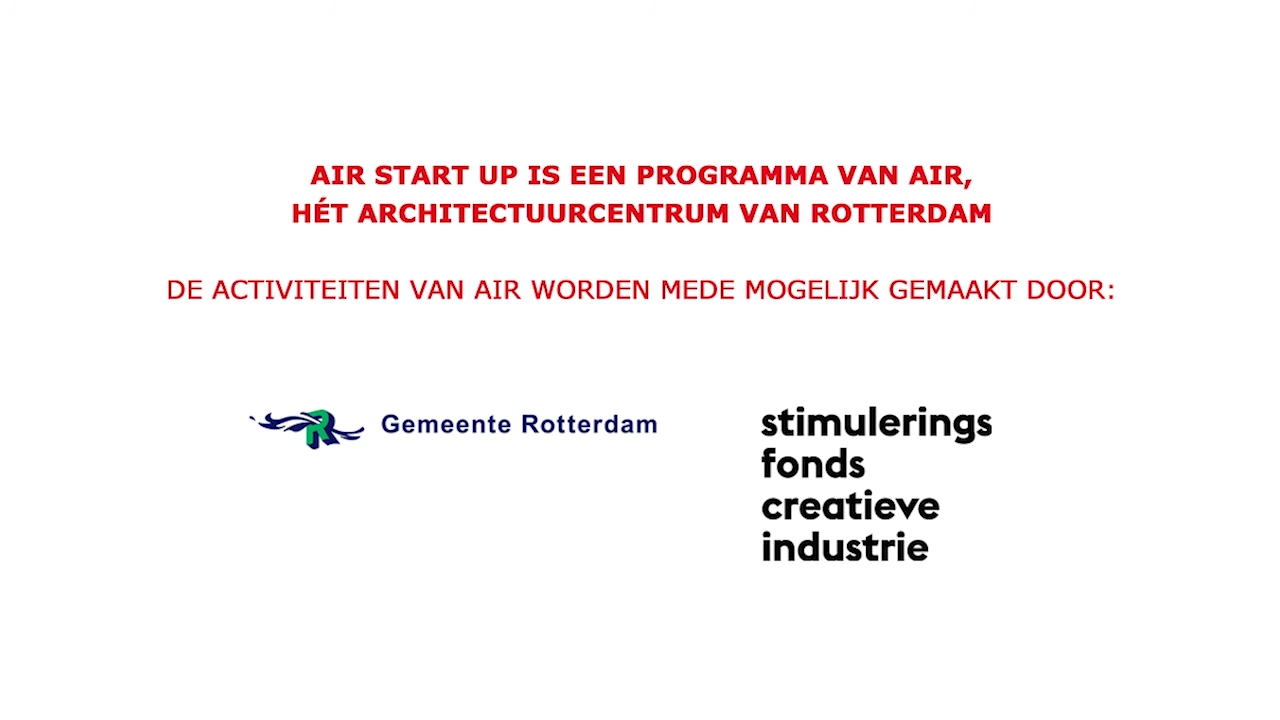 AIR START UP IS EEN PROGRAMMA VAN AIR,
HÉT ARCHITECTUURCENTRUM VAN ROTTERDAM
DE ACTIVITEITEN VAN AIR WORDEN MEDE MOGELIJK GEMAAKT DOOR:
R Gemeente Rotterdam
stimulerings
fonds
creatieve
industrie